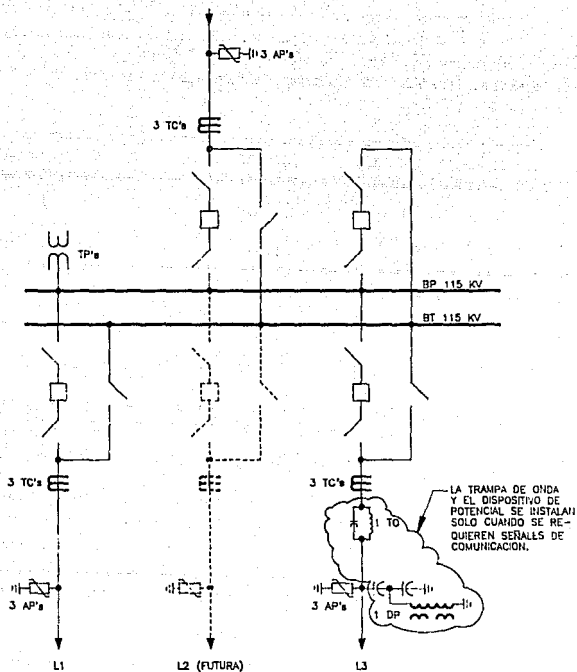 3 AP's
3 TC's
TP's
BP 115 KV
BT 115 KV
3 TC's
3 TC's
LA TRAMPA DE ONDA
Y EL DISPOSITIVO DE
POTENCIAL SE INSTALAN
SOLO CUANDO SE RE-
QUIEREN SEÑALES DE
COMUNICACION.
1 TO
3 AP's
3 AP's
1 DP
L1
L2 (FUTURA)
L3